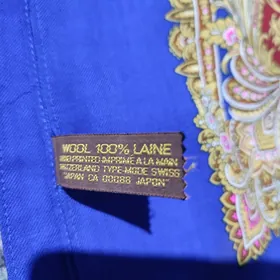 WOOL 100% LAINE
HAND PRINTED-IMPRIME A LA MAIN
SWITZERLAND TYPE-MODE SWISS
JAPAN CA 00088 JAPON